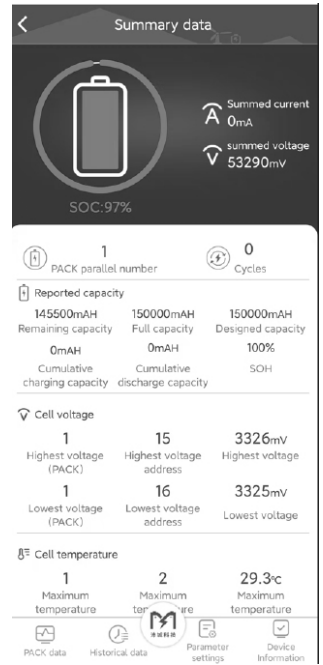 Summary data
Summed current
0mA
summed voltage
53290mV
SOC:97%
1
PACK parallel number
0
Cycles
Reported capacity
145500mAH 150000mAH 150000mAH
Remaining capacity Full capacity Designed capacity
0mAH 0mAH 100%
Cumulative Cumulative SOH
charging capacity discharge capacity
Cell voltage
1 15 3326mV
Highest voltage Highest voltage Highest voltage
(PACK) address
1 16 3325mV
Lowest voltage Lowest voltage Lowest voltage
(PACK) address
Cell temperature
1 2 29.3℃
Maximum Maximum Maximum
temperature temperature
PACK data Historical data Parameter settings Device Information